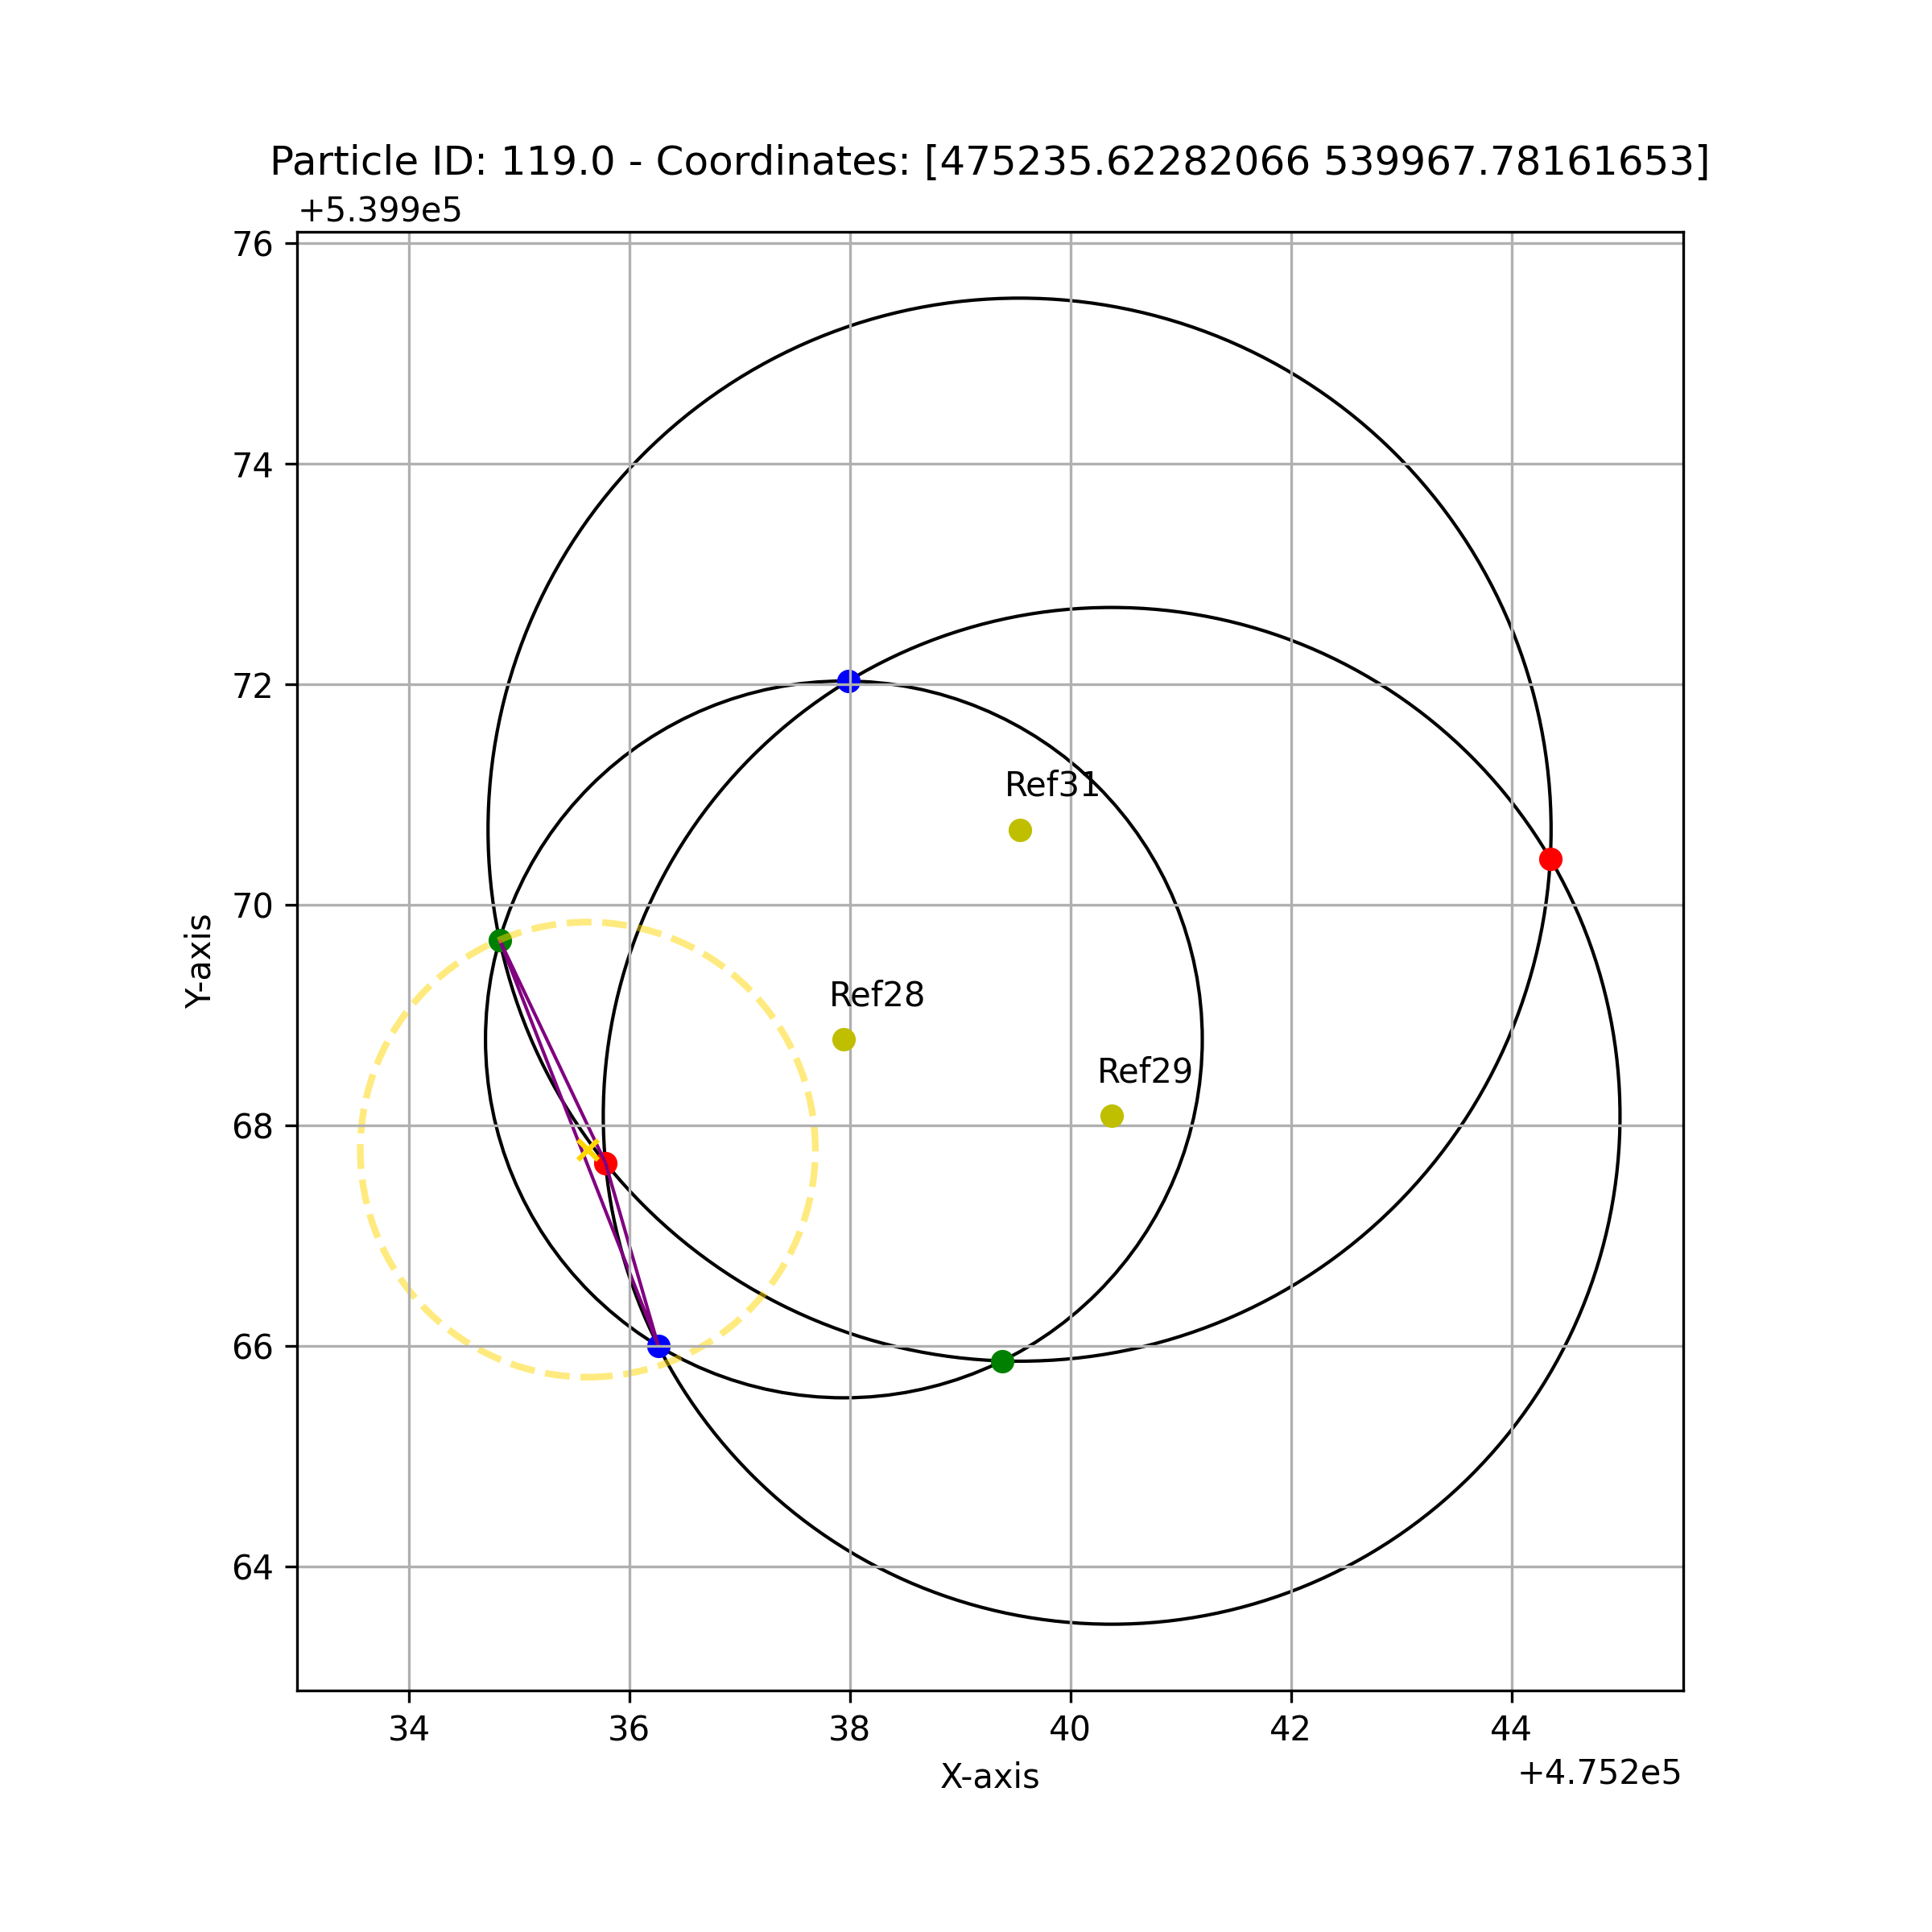 Particle ID: 119.0 - Coordinates: [475235.62282066 539967.78161653]
+5.399e5
76
74
72
70
68
66
64
Y-axis
Ref31
Ref28
Ref29
34 36 38 40 42 44
X-axis
+4.752e5